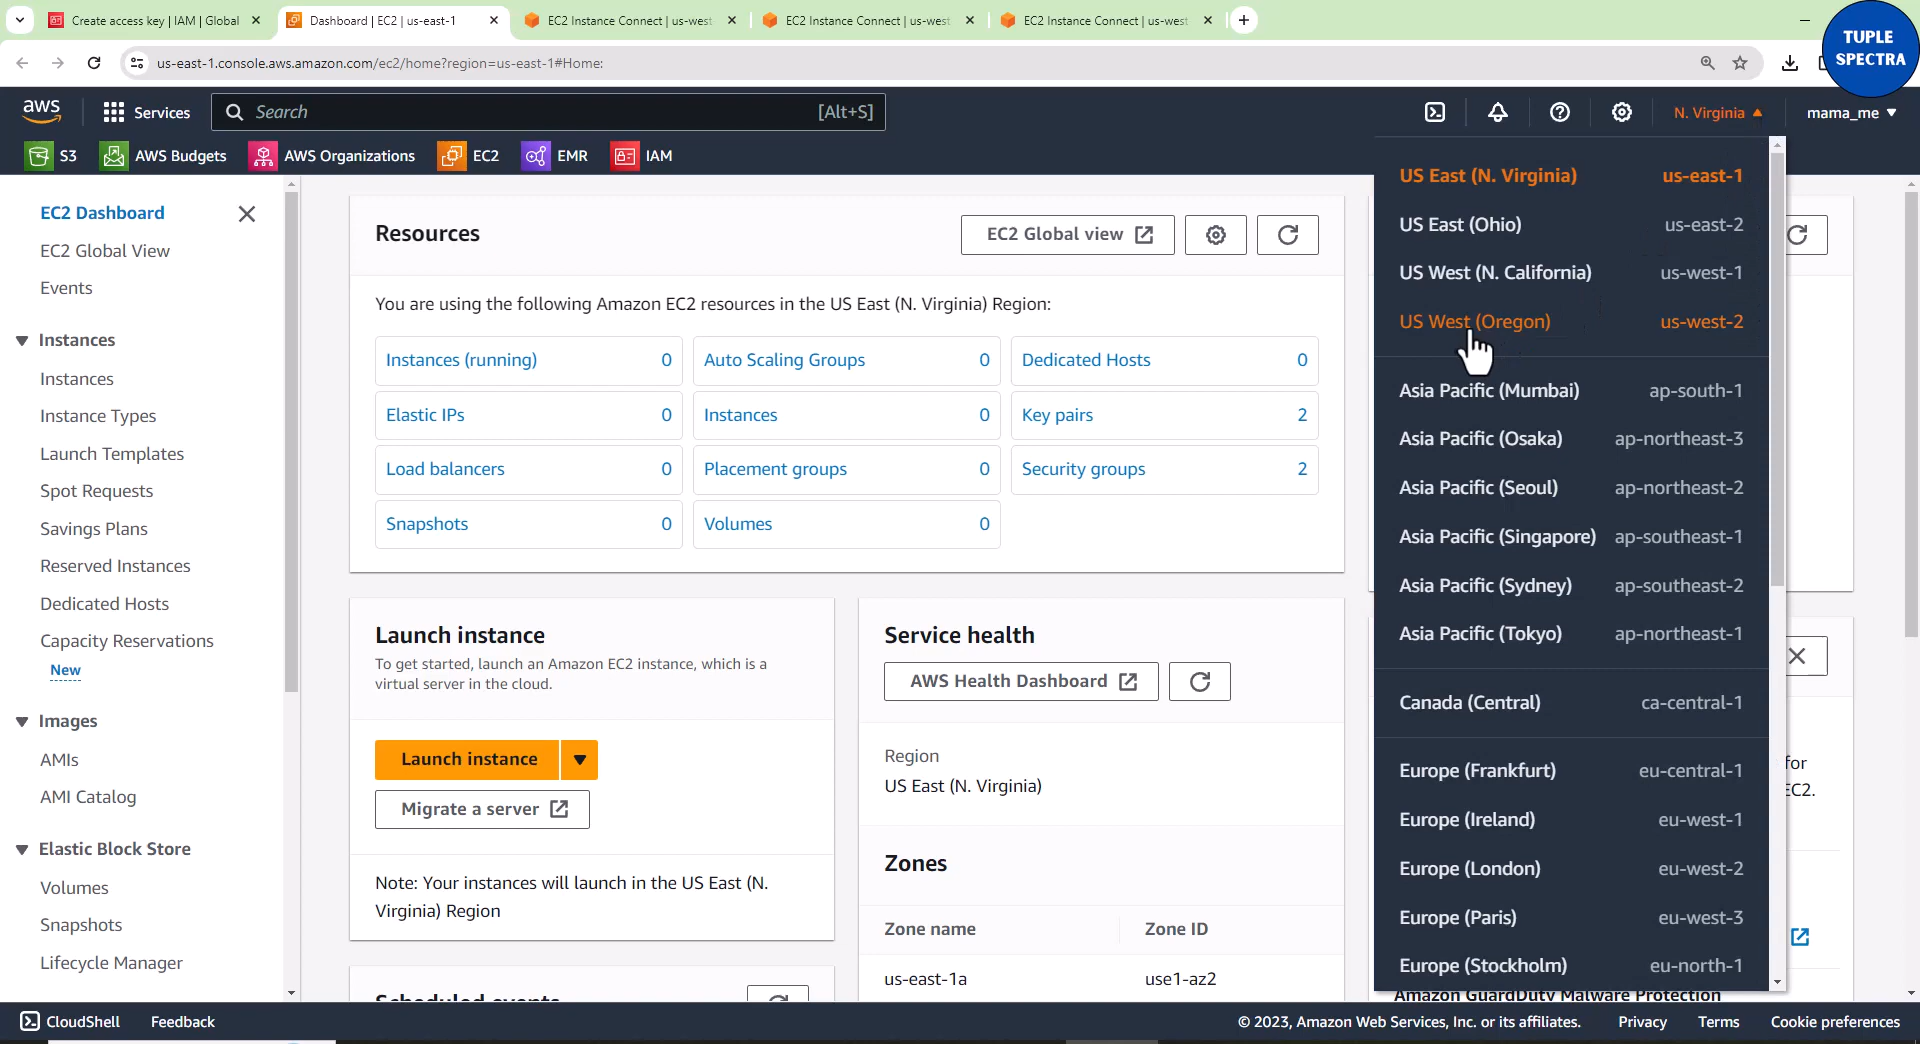 Create access key | IAM | Global
Dashboard | EC2 | us-east-1
EC2 Instance Connect | us-west
EC2 Instance Connect | us-west
EC2 Instance Connect | us-west
TUPLE
SPECTRA
us-east-1.console.aws.amazon.com/ec2/home?region=us-east-1#Home:
aws
Services
Search
[Alt+S]
N. Virginia
mama_me
S3
AWS Budgets
AWS Organizations
EC2
EMR
IAM
EC2 Dashboard
EC2 Global View
Events
Instances
Instances
Instance Types
Launch Templates
Spot Requests
Savings Plans
Reserved Instances
Dedicated Hosts
Capacity Reservations
New
Images
AMIs
AMI Catalog
Elastic Block Store
Volumes
Snapshots
Lifecycle Manager
Resources
EC2 Global view
You are using the following Amazon EC2 resources in the US East (N. Virginia) Region:
Instances (running) 0
Auto Scaling Groups 0
Dedicated Hosts 0
Elastic IPs 0
Instances 0
Key pairs 2
Load balancers 0
Placement groups 0
Security groups 2
Snapshots 0
Volumes 0
Launch instance
To get started, launch an Amazon EC2 instance, which is a
virtual server in the cloud.
Launch instance
Migrate a server
Note: Your instances will launch in the US East (N.
Virginia) Region
Scheduled events
Service health
AWS Health Dashboard
Region
US East (N. Virginia)
Zones
Zone name Zone ID
us-east-1a use1-az2
US East (N. Virginia) us-east-1
US East (Ohio) us-east-2
US West (N. California) us-west-1
US West (Oregon) us-west-2
Asia Pacific (Mumbai) ap-south-1
Asia Pacific (Osaka) ap-northeast-3
Asia Pacific (Seoul) ap-northeast-2
Asia Pacific (Singapore) ap-southeast-1
Asia Pacific (Sydney) ap-southeast-2
Asia Pacific (Tokyo) ap-northeast-1
Canada (Central) ca-central-1
Europe (Frankfurt) eu-central-1
Europe (Ireland) eu-west-1
Europe (London) eu-west-2
Europe (Paris) eu-west-3
Europe (Stockholm) eu-north-1
for
EC2.
Amazon GuardDuty Malware Protection
CloudShell
Feedback
© 2023, Amazon Web Services, Inc. or its affiliates.
Privacy
Terms
Cookie preferences